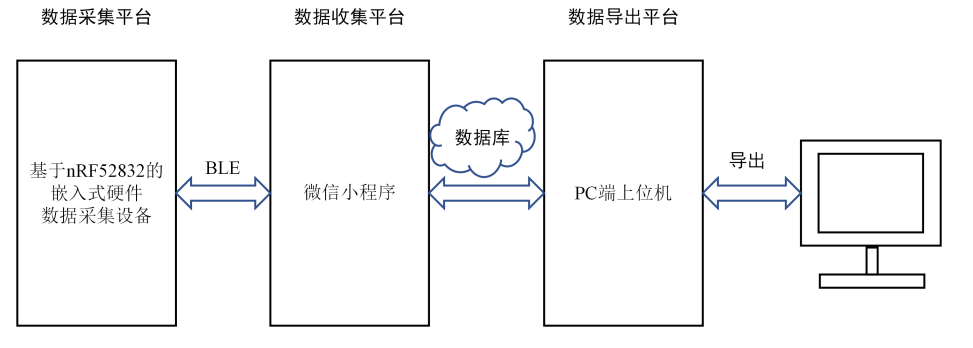 数据采集平台
数据收集平台
数据导出平台
基于nRF52832的
嵌入式硬件
数据采集设备
BLE
微信小程序
数据库
PC端上位机
导出